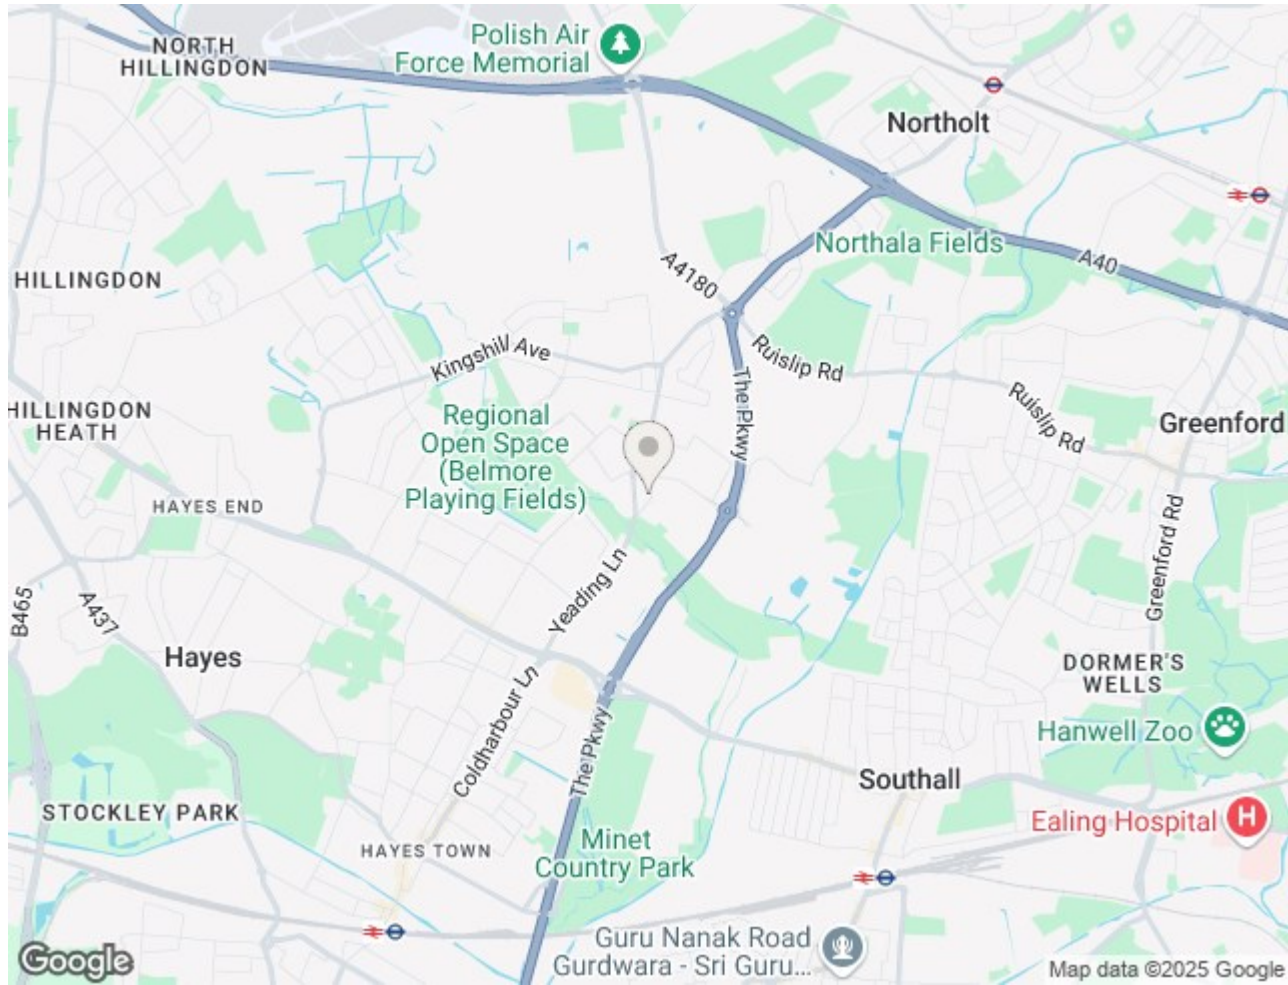 Polish Air
Force Memorial
NORTH
HILLINGDON
Northolt
Northala Fields
A40
HILLINGDON
A4180
Kingshill Ave
Ruislip Rd
The Pkwy
Ruislip Rd
HILLINGDON
HEATH
Regional
Open Space
(Belmore
Playing Fields)
Greenford
HAYES END
Greenford Rd
Yeading Ln
B465
A437
Hayes
DORMER'S
WELLS
Coldharbour Ln
The Pkwy
Hanwell Zoo
Southall
STOCKLEY PARK
Ealing Hospital
H
HAYES TOWN
Minet
Country Park
Guru Nanak Road
Gurdwara - Sri Guru...
Google
Map data ©2025 Google